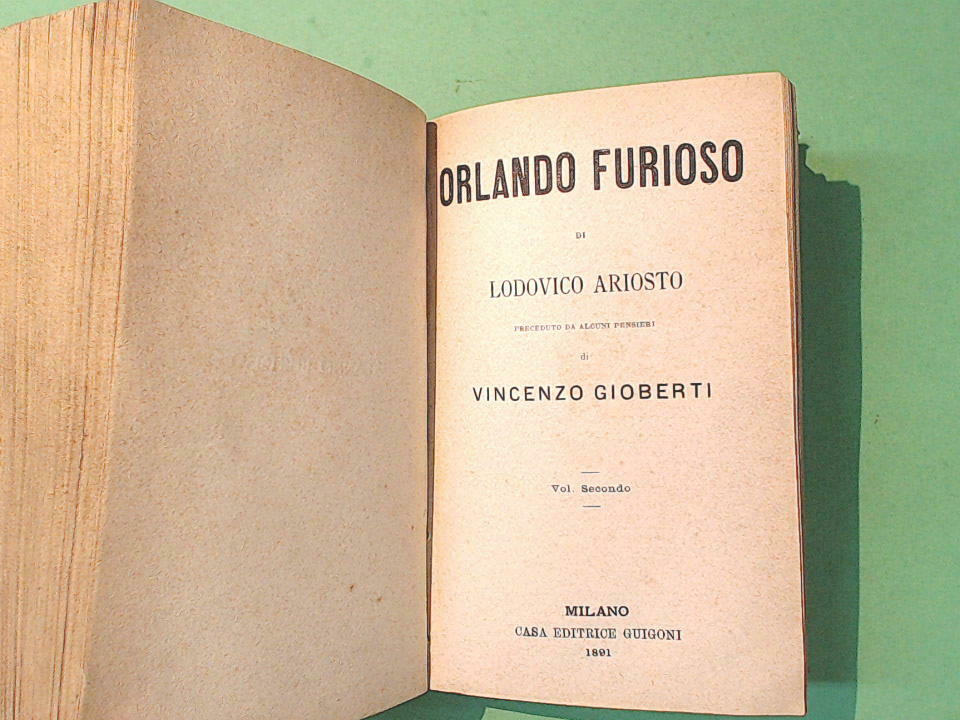 ORLANDO FURIOSO
DI
LODOVICO ARIOSTO
PRECEDUTO DA ALCUNI PENSIERI
di
VINCENZO GIOBERTI
Vol. Secondo
MILANO
CASA EDITRICE GUIGONI
1891